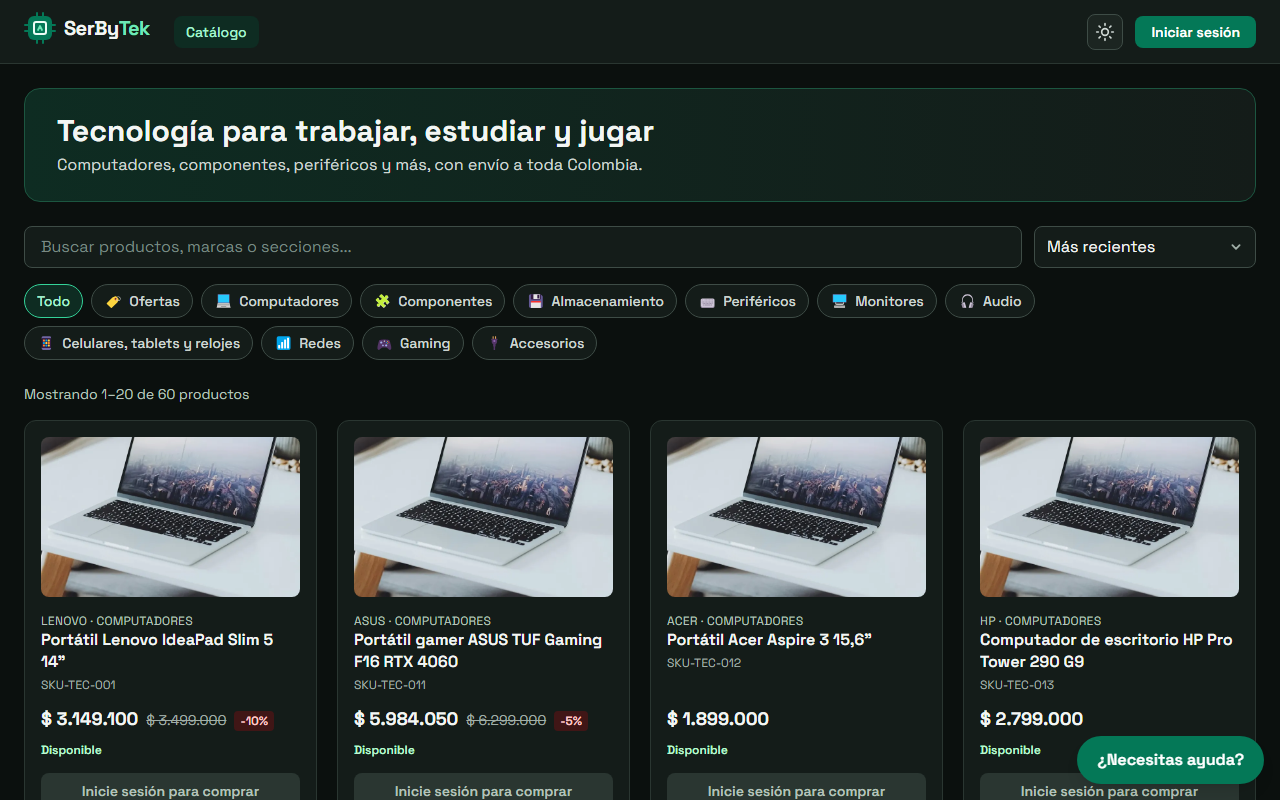 SerByTek
Catálogo
Iniciar sesión
Tecnología para trabajar, estudiar y jugar
Computadores, componentes, periféricos y más, con envío a toda Colombia.
Buscar productos, marcas o secciones...
Más recientes
Todo
Ofertas
Computadores
Componentes
Almacenamiento
Periféricos
Monitores
Audio
Celulares, tablets y relojes
Redes
Gaming
Accesorios
Mostrando 1–20 de 60 productos
LENOVO · COMPUTADORES
Portátil Lenovo IdeaPad Slim 5
14”
SKU-TEC-001
$ 3.149.100 $ 3.499.000 -10%
Disponible
Inicie sesión para comprar
ASUS · COMPUTADORES
Portátil gamer ASUS TUF Gaming
F16 RTX 4060
SKU-TEC-011
$ 5.984.050 $ 6.299.000 -5%
Disponible
Inicie sesión para comprar
ACER · COMPUTADORES
Portátil Acer Aspire 3 15,6”
SKU-TEC-012
$ 1.899.000
Disponible
Inicie sesión para comprar
HP · COMPUTADORES
Computador de escritorio HP Pro
Tower 290 G9
SKU-TEC-013
$ 2.799.000
Disponible
Inicie sesión para comprar
¿Necesitas ayuda?